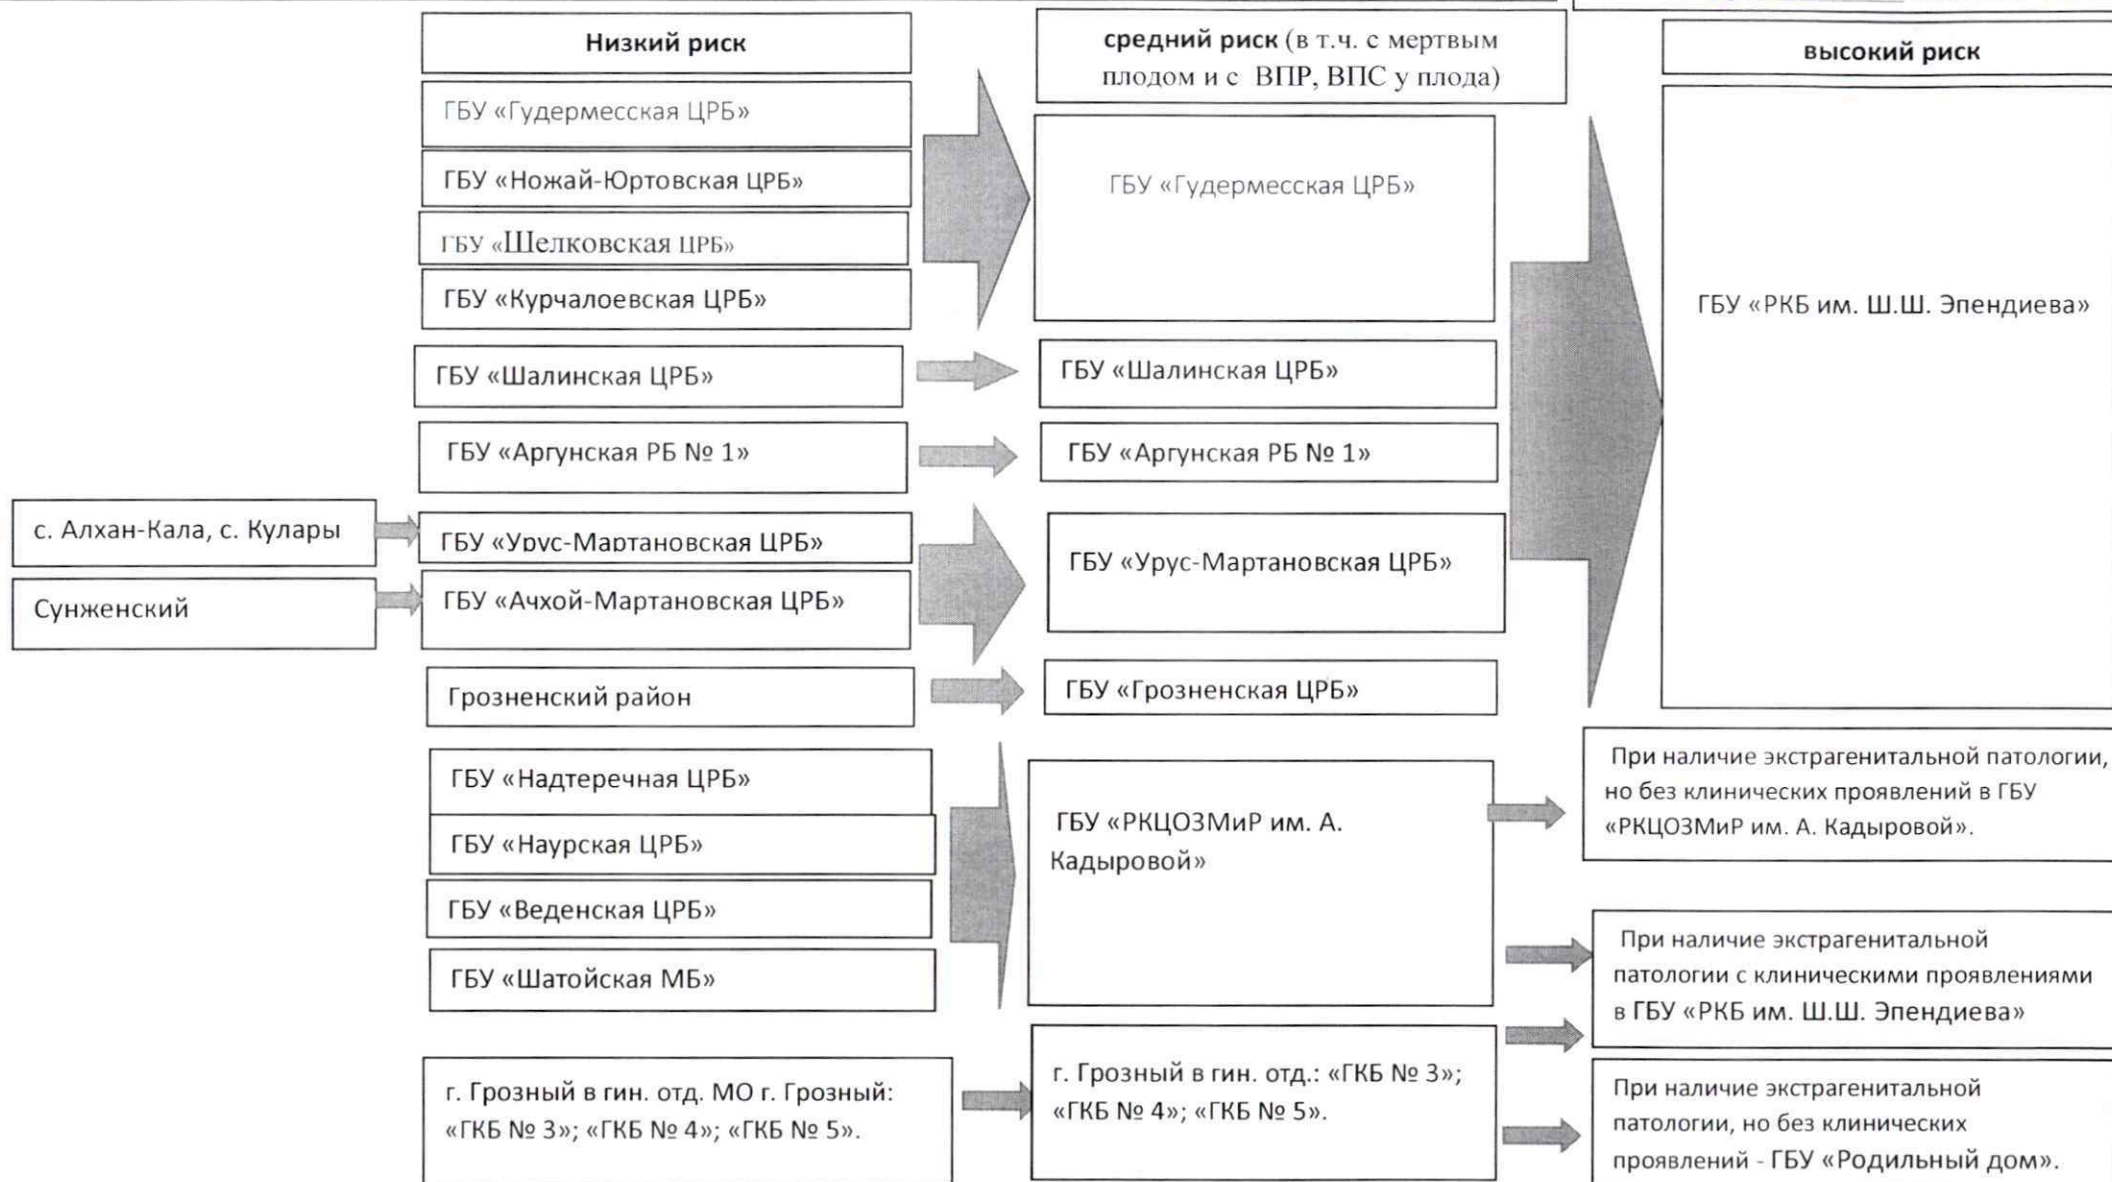 Низкий риск
средний риск (в т.ч. с мертвым
плодом и с ВПР, ВПС у плода)
высокий риск
ГБУ «Гудермесская ЦРБ»
ГБУ «Ножай-Юртовская ЦРБ»
ГБУ «Шелковская ЦРБ»
ГБУ «Курчалоевская ЦРБ»
ГБУ «Гудермесская ЦРБ»
ГБУ «РКБ им. Ш.Ш. Эпендиева»
ГБУ «Шалинская ЦРБ»
ГБУ «Шалинская ЦРБ»
ГБУ «Аргунская РБ № 1»
ГБУ «Аргунская РБ № 1»
с. Алхан-Кала, с. Кулары
ГБУ «Урус-Мартановская ЦРБ»
ГБУ «Урус-Мартановская ЦРБ»
Сунженский
ГБУ «Ачхой-Мартановская ЦРБ»
Грозненский район
ГБУ «Грозненская ЦРБ»
ГБУ «Надтеречная ЦРБ»
ГБУ «Наурская ЦРБ»
ГБУ «Веденская ЦРБ»
ГБУ «Шатойская МБ»
ГБУ «РКЦОЗМиР им. А.
Кадыровой»
При наличие экстрагенитальной патологии,
но без клинических проявлений в ГБУ
«РКЦОЗМиР им. А. Кадыровой».
При наличие экстрагенитальной
патологии с клиническими проявлениями
в ГБУ «РКБ им. Ш.Ш. Эпендиева»
г. Грозный в гин. отд. МО г. Грозный:
«ГКБ № 3»; «ГКБ № 4»; «ГКБ № 5».
г. Грозный в гин. отд.: «ГКБ № 3»;
«ГКБ № 4»; «ГКБ № 5».
При наличие экстрагенитальной
патологии, но без клинических
проявлений - ГБУ «Родильный дом».